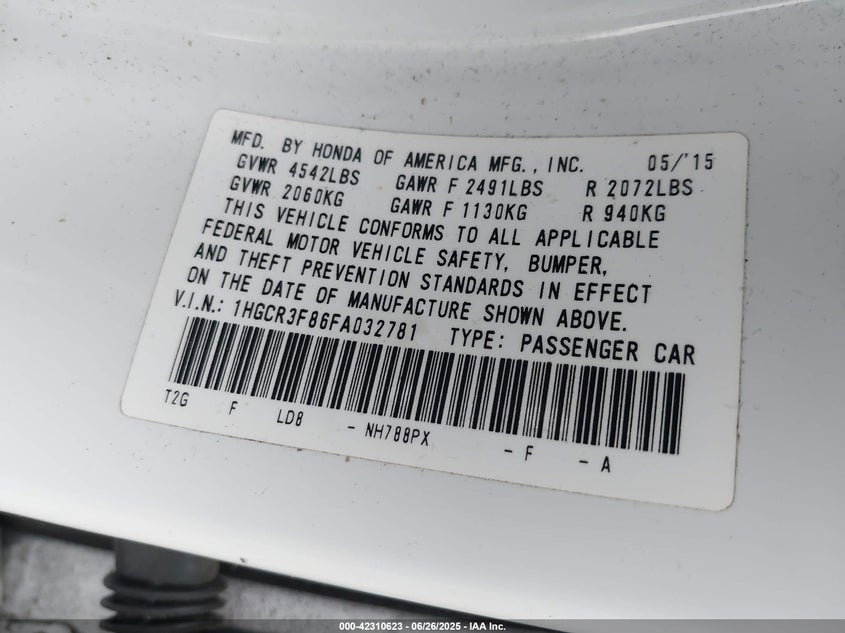 MFD. BY HONDA OF AMERICA MFG., INC. 05/'15
GVWR 4542LBS GAWR F 2491LBS R 2072LBS
GVWR 2060KG GAWR F 1130KG R 940KG
THIS VEHICLE CONFORMS TO ALL APPLICABLE
FEDERAL MOTOR VEHICLE SAFETY, BUMPER,
AND THEFT PREVENTION STANDARDS IN EFFECT
ON THE DATE OF MANUFACTURE SHOWN ABOVE.
V.I.N.: 1HGCR3F86FA032781 TYPE: PASSENGER CAR
T2G F LD8 - NH788PX - F - A
000-42310623 - 06/26/2025 - IAA Inc.